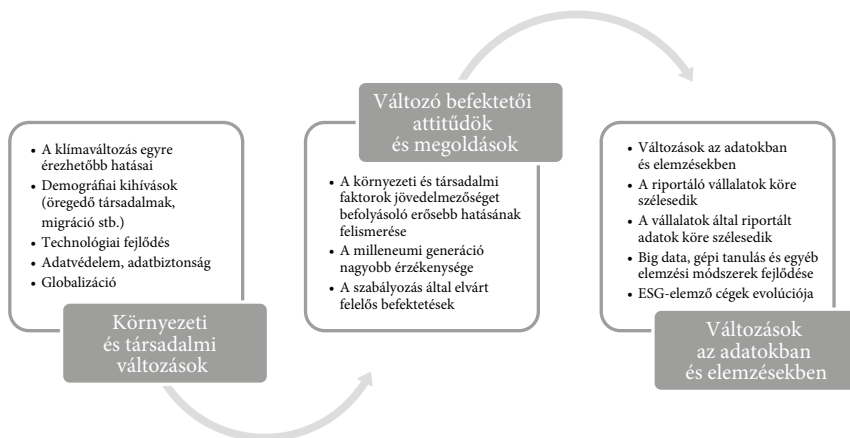 • A klímaváltozás egyre
érezhetőbb hatásai
• Demográfiai kihívások
(öregedő társadalmak,
migráció stb.)
• Technológiai fejlődés
• Adatvédelem, adatbiztonság
• Globalizáció
Környezeti
és társadalmi
változások
Változó befektetői
attitűdök
és megoldások
• A környezeti és társadalmi
faktorok jövedelmezőséget
befolyásoló erősebb hatásának
felismerése
• A milleneumi generáció
nagyobb érzékenysége
• A szabályozás által elvárt
felelős befektetések
• Változások az adatokban
és elemzésekben
• A riportáló vállalatok köre
szélesedik
• A vállalatok által riportált
adatok köre szélesedik
• Big data, gépi tanulás és egyéb
elemzési módszerek fejlődése
• ESG-elemző cégek evolúciója
Változások
az adatokban
és elemzésekben